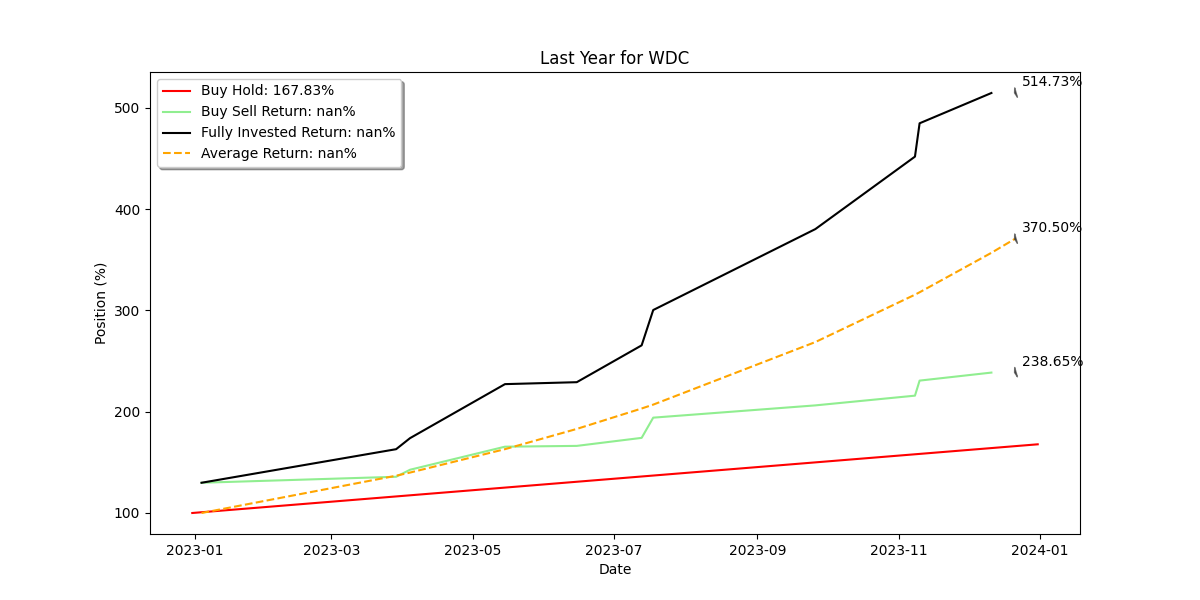 Last Year for WDC
Buy Hold: 167.83%
Buy Sell Return: nan%
Fully Invested Return: nan%
Average Return: nan%
514.73%
370.50%
238.65%
Position (%)
500
400
300
200
100
2023-01
2023-03
2023-05
2023-07
2023-09
2023-11
2024-01
Date